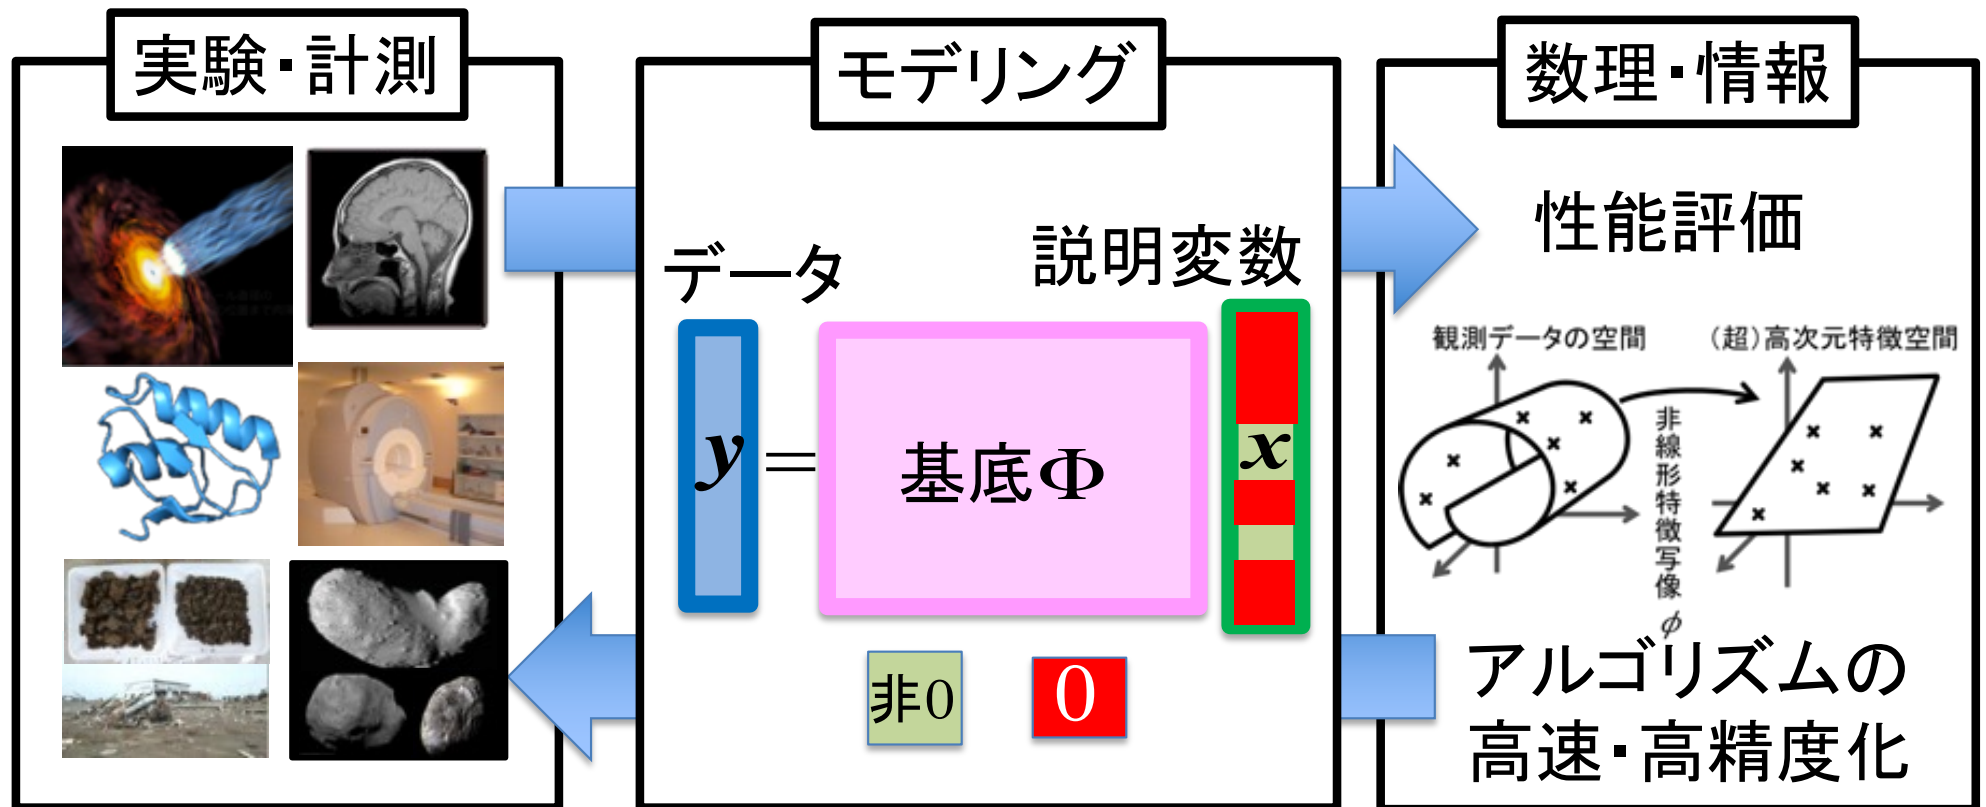 実験・計測
モデリング
数理・情報
データ
説明変数
y
=
基底Φ
x
非0
0
性能評価
観測データの空間
(超)高次元特徴空間
非線形特徴写像 φ
アルゴリズムの
高速・高精度化